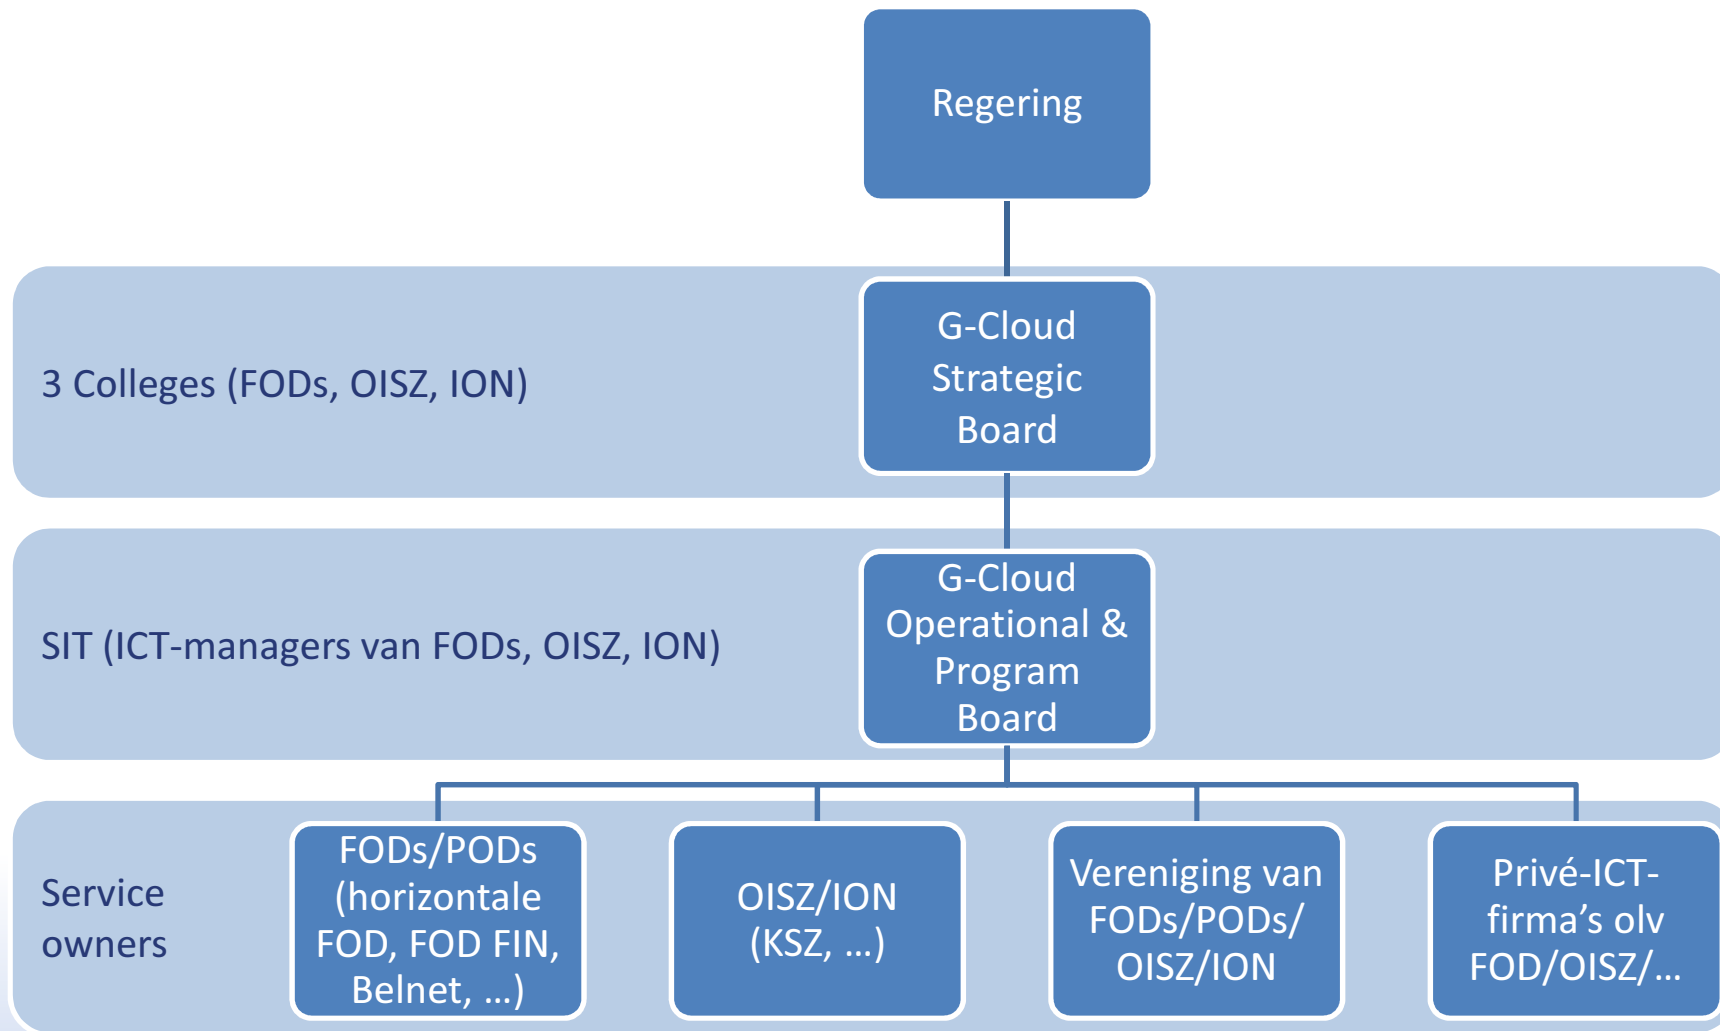 Regering
3 Colleges (FODs, OISZ, ION)
G-Cloud
Strategic
Board
SIT (ICT-managers van FODs, OISZ, ION)
G-Cloud
Operational &
Program
Board
Service
owners
FODs/PODs
(horizontale
FOD, FOD FIN,
Belnet, …)
OISZ/ION
(KSZ, …)
Vereniging van
FODs/PODs/
OISZ/ION
Privé-ICT-
firma’s olv
FOD/OISZ/…